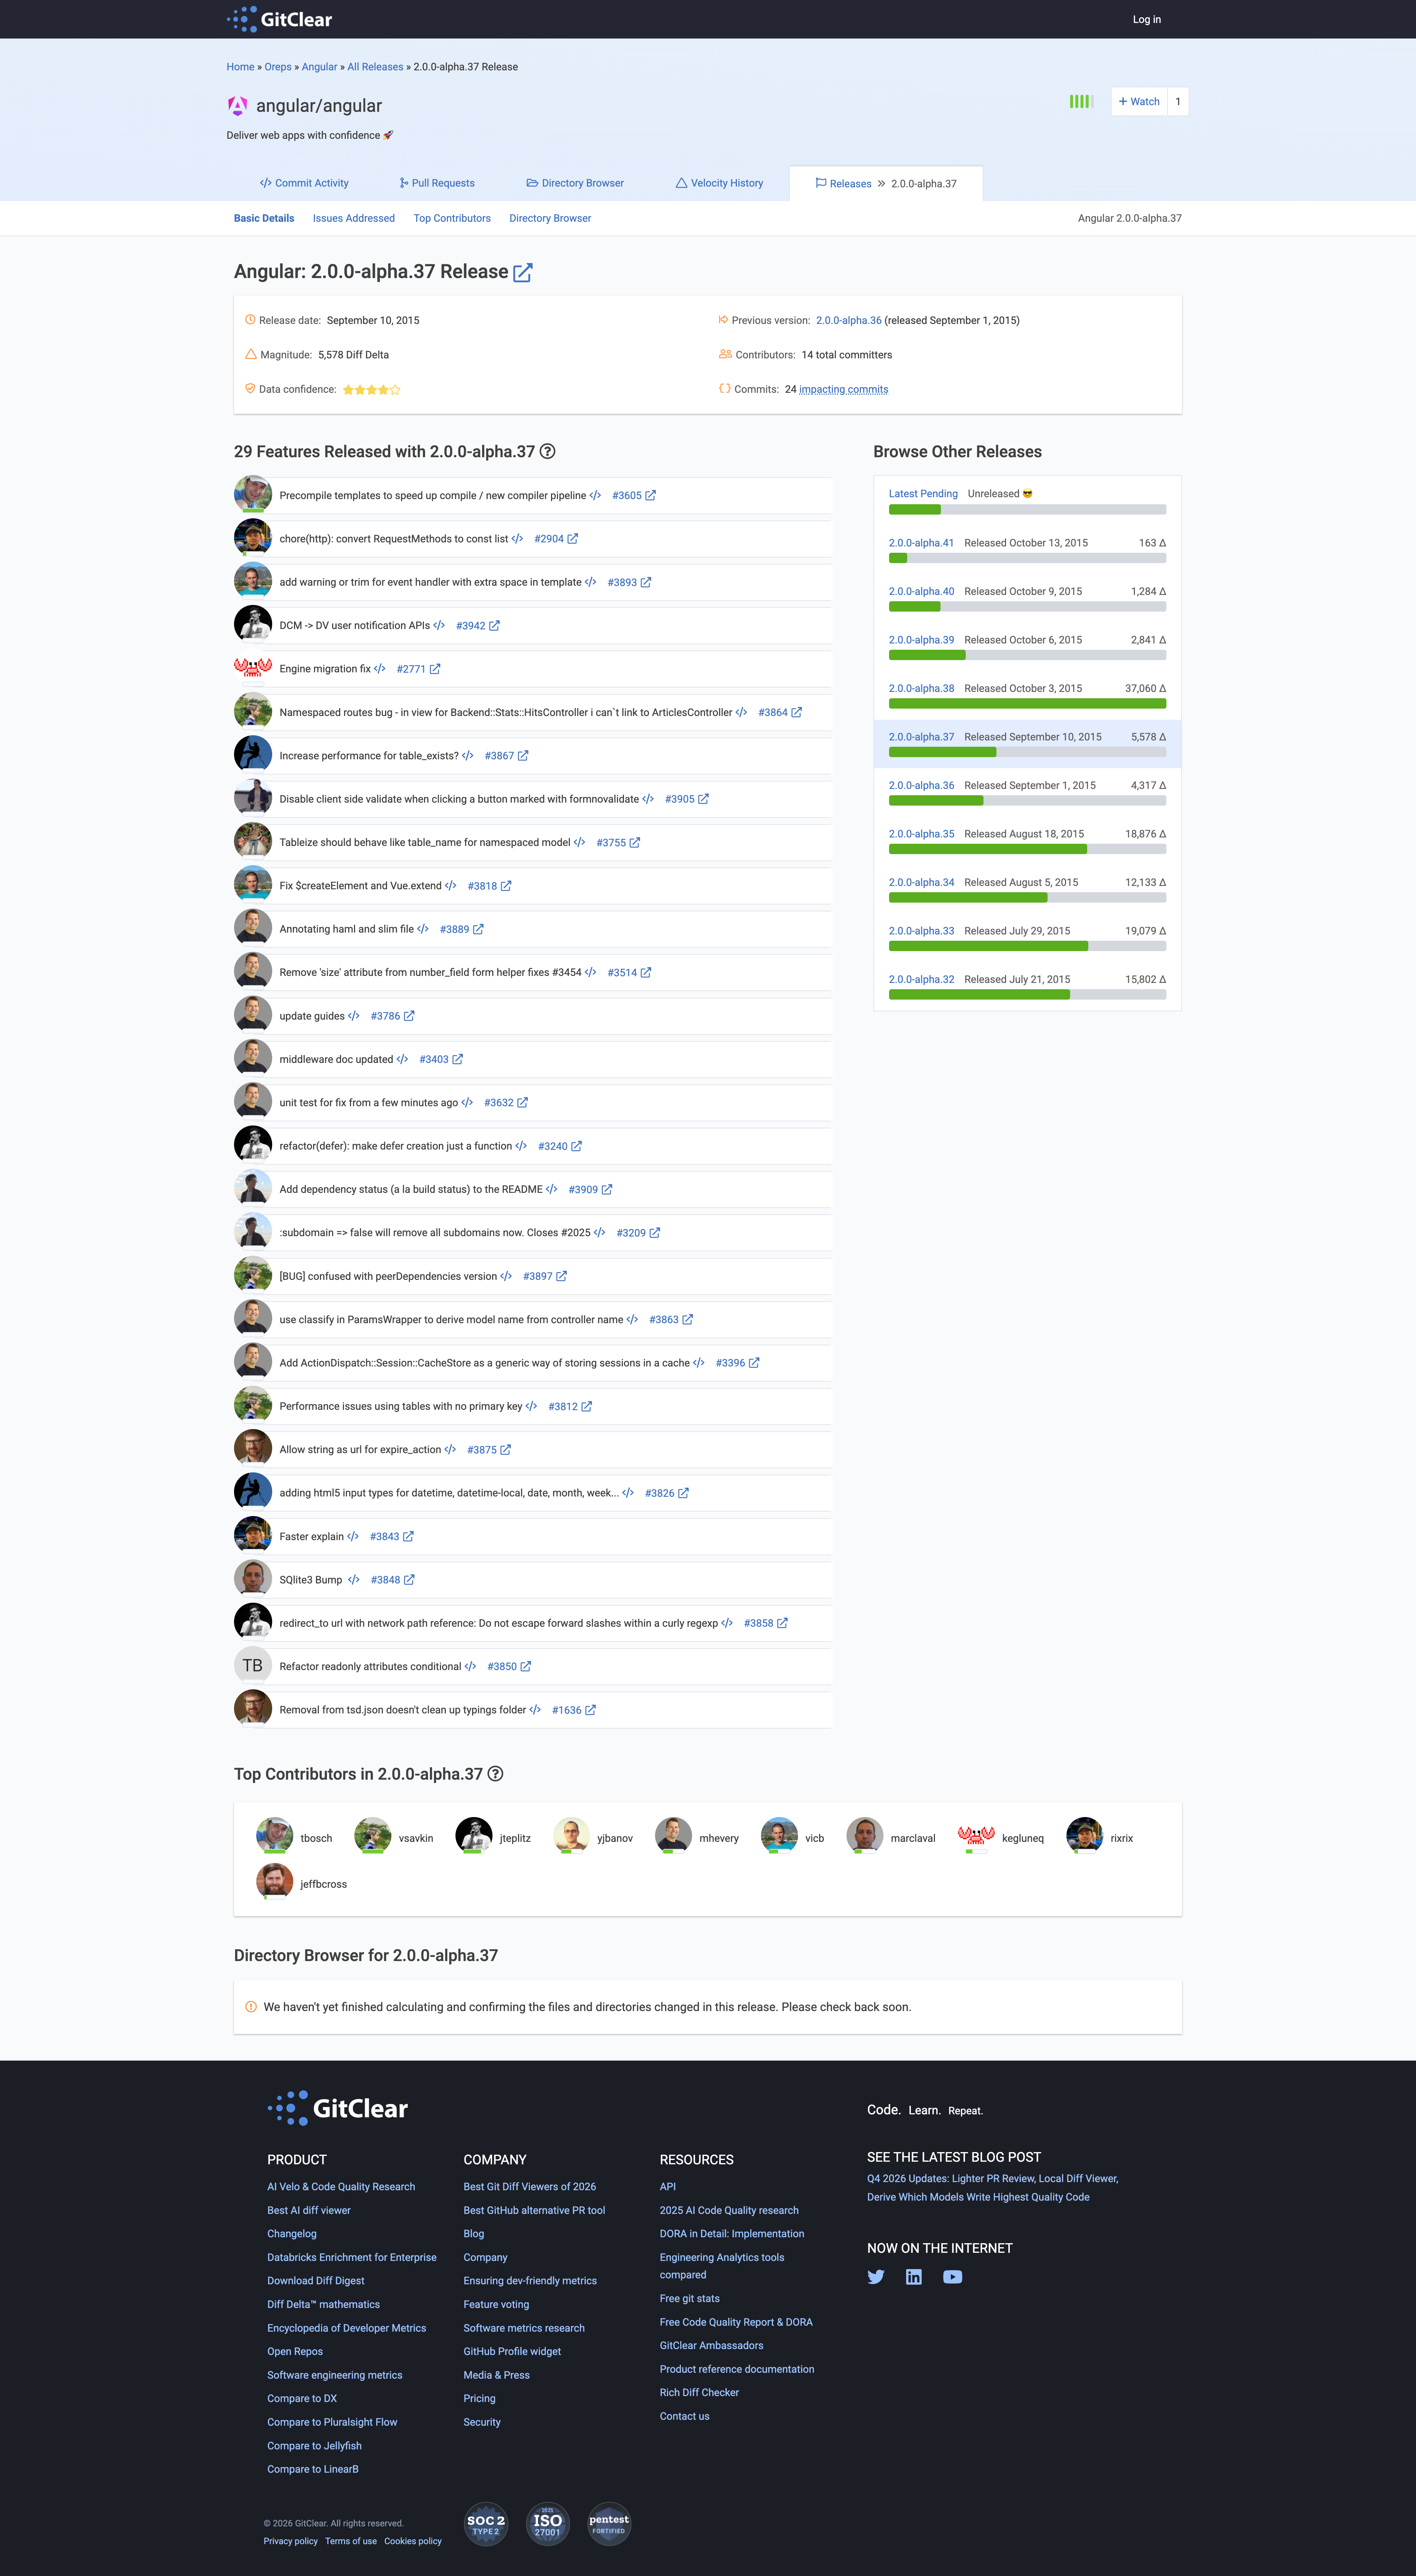 GitClear
Log in
Home » Oreps » Angular » All Releases » 2.0.0-alpha.37 Release
angular/angular
+ Watch 1
Deliver web apps with confidence 🚀
Commit Activity Pull Requests Directory Browser Velocity History Releases » 2.0.0-alpha.37
Basic Details Issues Addressed Top Contributors Directory Browser Angular 2.0.0-alpha.37
Angular: 2.0.0-alpha.37 Release
Release date: September 10, 2015
Previous version: 2.0.0-alpha.36 (released September 1, 2015)
Magnitude: 5,578 Diff Delta
Contributors: 14 total committers
Data confidence:
Commits: 24 impacting commits
29 Features Released with 2.0.0-alpha.37
Precompile templates to speed up compile / new compiler pipeline #3605
chore(http): convert RequestMethods to const list #2904
add warning or trim for event handler with extra space in template #3893
DCM -> DV user notification APIs #3942
Engine migration fix #2771
Namespaced routes bug - in view for Backend::Stats::HitsController i can`t link to ArticlesController #3864
Increase performance for table_exists? #3867
Disable client side validate when clicking a button marked with formnovalidate #3905
Tableize should behave like table_name for namespaced model #3755
Fix $createElement and Vue.extend #3818
Annotating haml and slim file #3889
Remove 'size' attribute from number_field form helper fixes #3454 #3514
update guides #3786
middleware doc updated #3403
unit test for fix from a few minutes ago #3632
refactor(defer): make defer creation just a function #3240
Add dependency status (a la build status) to the README #3909
:subdomain => false will remove all subdomains now. Closes #2025 #3209
[BUG] confused with peerDependencies version #3897
use classify in ParamsWrapper to derive model name from controller name #3863
Add ActionDispatch::Session::CacheStore as a generic way of storing sessions in a cache #3396
Performance issues using tables with no primary key #3812
Allow string as url for expire_action #3875
adding html5 input types for datetime, datetime-local, date, month, week... #3826
Faster explain #3843
SQlite3 Bump #3848
redirect_to url with network path reference: Do not escape forward slashes within a curly regexp #3858
TB Refactor readonly attributes conditional #3850
Removal from tsd.json doesn't clean up typings folder #1636
Browse Other Releases
Latest Pending Unreleased 😎
2.0.0-alpha.41 Released October 13, 2015 163 Δ
2.0.0-alpha.40 Released October 9, 2015 1,284 Δ
2.0.0-alpha.39 Released October 6, 2015 2,841 Δ
2.0.0-alpha.38 Released October 3, 2015 37,060 Δ
2.0.0-alpha.37 Released September 10, 2015 5,578 Δ
2.0.0-alpha.36 Released September 1, 2015 4,317 Δ
2.0.0-alpha.35 Released August 18, 2015 18,876 Δ
2.0.0-alpha.34 Released August 5, 2015 12,133 Δ
2.0.0-alpha.33 Released July 29, 2015 19,079 Δ
2.0.0-alpha.32 Released July 21, 2015 15,802 Δ
Top Contributors in 2.0.0-alpha.37
tbosch vsavkin jteplitz yjbanov mhevery vicb marclaval kegluneq rixrix
jeffbcross
Directory Browser for 2.0.0-alpha.37
We haven't yet finished calculating and confirming the files and directories changed in this release. Please check back soon.
GitClear
Code. Learn. Repeat.
PRODUCT
AI Velo & Code Quality Research
Best AI diff viewer
Changelog
Databricks Enrichment for Enterprise
Download Diff Digest
Diff Delta™ mathematics
Encyclopedia of Developer Metrics
Open Repos
Software engineering metrics
Compare to DX
Compare to Pluralsight Flow
Compare to Jellyfish
Compare to LinearB
COMPANY
Best Git Diff Viewers of 2026
Best GitHub alternative PR tool
Blog
Company
Ensuring dev-friendly metrics
Feature voting
Software metrics research
GitHub Profile widget
Media & Press
Pricing
Security
RESOURCES
API
2025 AI Code Quality research
DORA in Detail: Implementation
Engineering Analytics tools
compared
Free git stats
Free Code Quality Report & DORA
GitClear Ambassadors
Product reference documentation
Rich Diff Checker
Contact us
SEE THE LATEST BLOG POST
Q4 2026 Updates: Lighter PR Review, Local Diff Viewer,
Derive Which Models Write Highest Quality Code
NOW ON THE INTERNET
© 2026 GitClear. All rights reserved.
Privacy policy Terms of use Cookies policy
SOC 2
TYPE 2
2025
ISO
27001
pentest
FORTIFIED